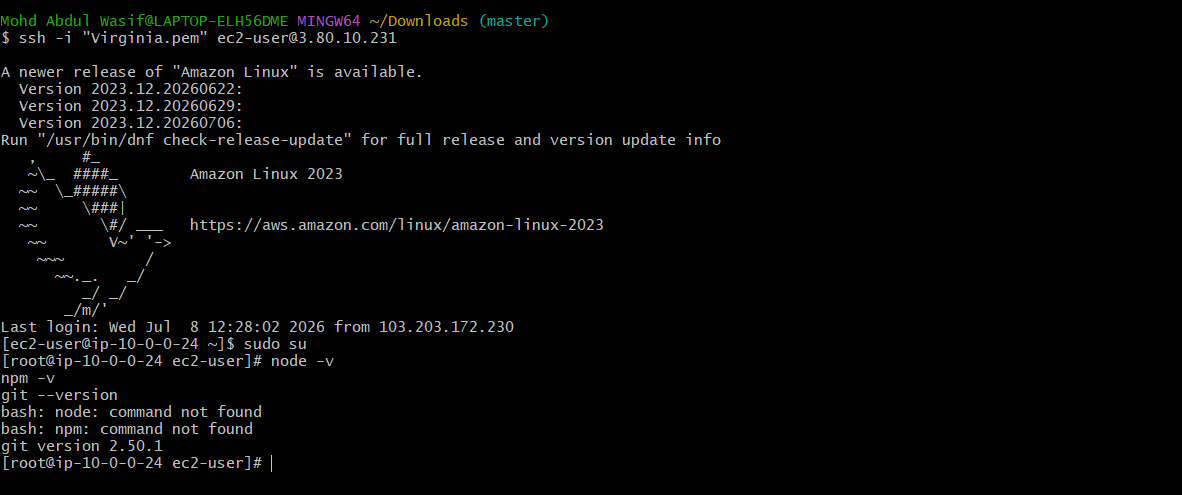 Mohd Abdul Wasif@LAPTOP-ELH56DME MINGW64 ~/Downloads (master)
$ ssh -i "Virginia.pem" ec2-user@3.80.10.231

A newer release of "Amazon Linux" is available.
  Version 2023.12.20260622:
  Version 2023.12.20260629:
  Version 2023.12.20260706:
Run "/usr/bin/dnf check-release-update" for full release and version update info
   ,     #_
   ~\_  ####_        Amazon Linux 2023
  ~~  \_#####\
  ~~     \###|
  ~~       \#/ ___   https://aws.amazon.com/linux/amazon-linux-2023
   ~~       V~' '->
    ~~~         /
      ~~._.   _/
         _/ _/
       _/m/'
Last login: Wed Jul  8 12:28:02 2026 from 103.203.172.230
[ec2-user@ip-10-0-0-24 ~]$ sudo su
[root@ip-10-0-0-24 ec2-user]# node -v
npm -v
git --version
bash: node: command not found
bash: npm: command not found
git version 2.50.1
[root@ip-10-0-0-24 ec2-user]#